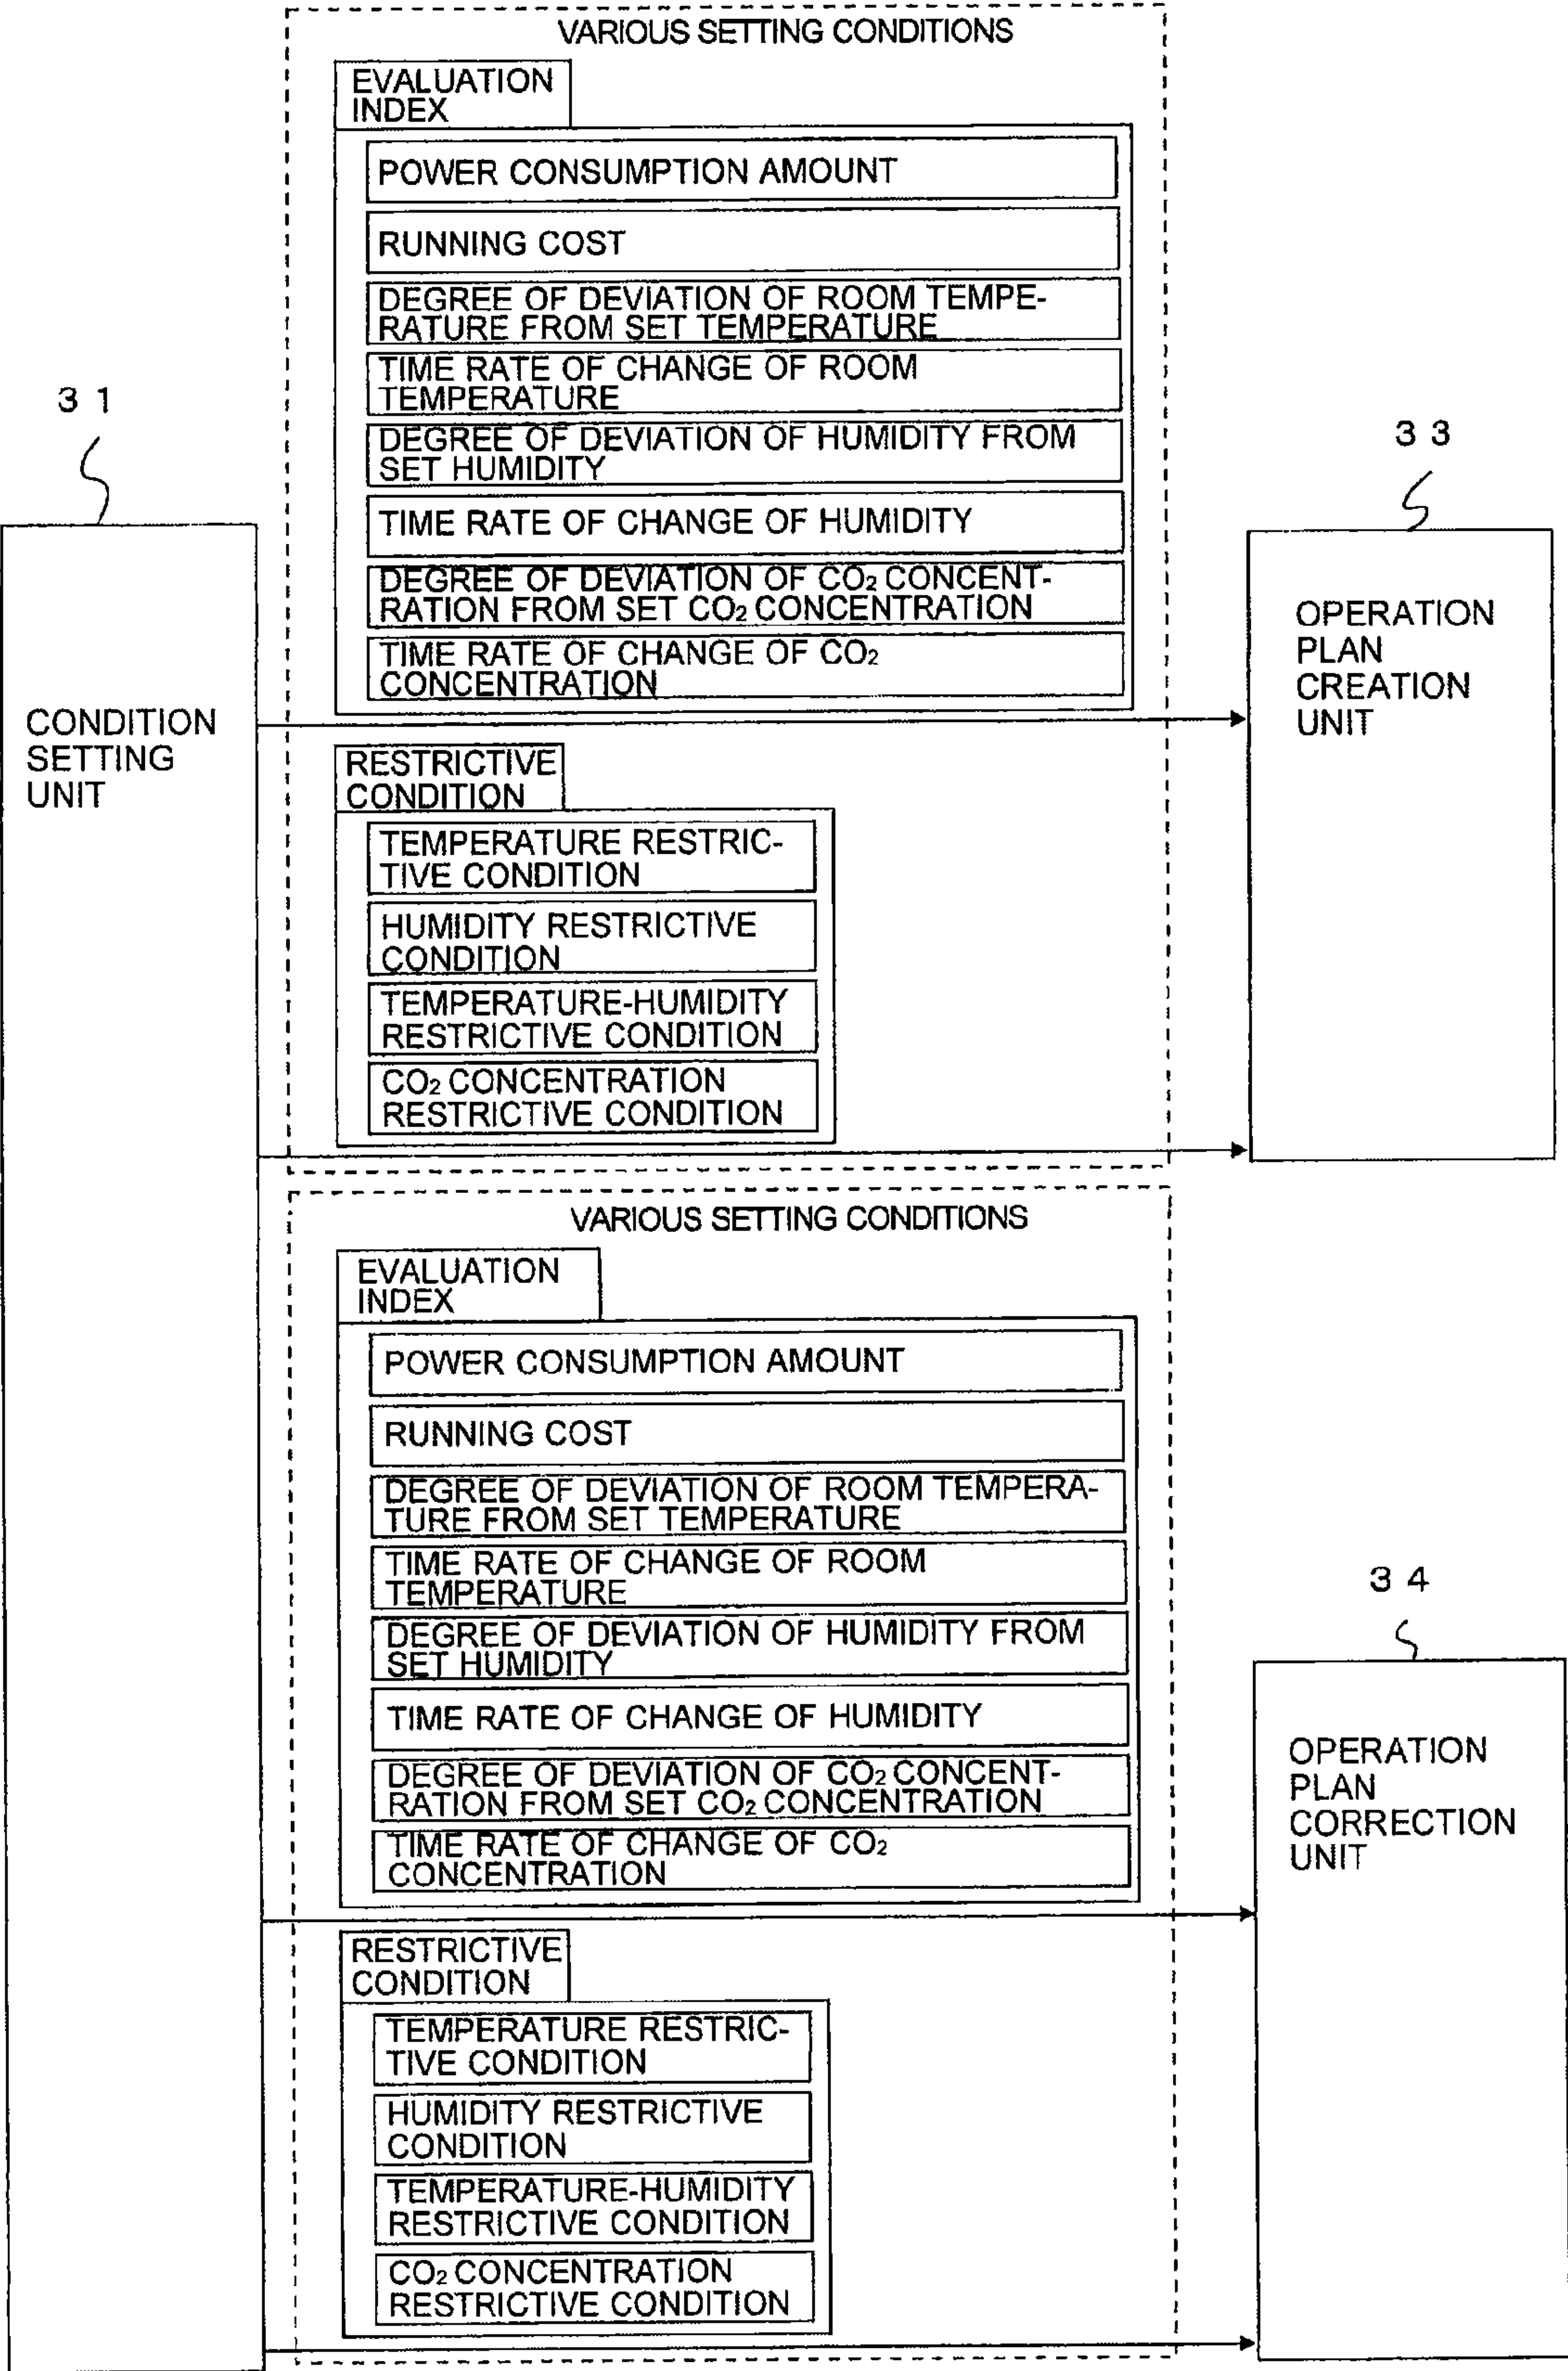 VARIOUS SETTING CONDITIONS
EVALUATION
INDEX
POWER CONSUMPTION AMOUNT
RUNNING COST
DEGREE OF DEVIATION OF ROOM TEMPE-
RATURE FROM SET TEMPERATURE
TIME RATE OF CHANGE OF ROOM
TEMPERATURE
DEGREE OF DEVIATION OF HUMIDITY FROM
SET HUMIDITY
TIME RATE OF CHANGE OF HUMIDITY
DEGREE OF DEVIATION OF CO₂ CONCENT-
RATION FROM SET CO₂ CONCENTRATION
TIME RATE OF CHANGE OF CO₂
CONCENTRATION
31
CONDITION
SETTING
UNIT
33
OPERATION
PLAN
CREATION
UNIT
RESTRICTIVE
CONDITION
TEMPERATURE RESTRIC-
TIVE CONDITION
HUMIDITY RESTRICTIVE
CONDITION
TEMPERATURE-HUMIDITY
RESTRICTIVE CONDITION
CO₂ CONCENTRATION
RESTRICTIVE CONDITION
VARIOUS SETTING CONDITIONS
EVALUATION
INDEX
POWER CONSUMPTION AMOUNT
RUNNING COST
DEGREE OF DEVIATION OF ROOM TEMPERA-
TURE FROM SET TEMPERATURE
TIME RATE OF CHANGE OF ROOM
TEMPERATURE
DEGREE OF DEVIATION OF HUMIDITY FROM
SET HUMIDITY
TIME RATE OF CHANGE OF HUMIDITY
DEGREE OF DEVIATION OF CO₂ CONCENT-
RATION FROM SET CO₂ CONCENTRATION
TIME RATE OF CHANGE OF CO₂
CONCENTRATION
34
OPERATION
PLAN
CORRECTION
UNIT
RESTRICTIVE
CONDITION
TEMPERATURE RESTRIC-
TIVE CONDITION
HUMIDITY RESTRICTIVE
CONDITION
TEMPERATURE-HUMIDITY
RESTRICTIVE CONDITION
CO₂ CONCENTRATION
RESTRICTIVE CONDITION